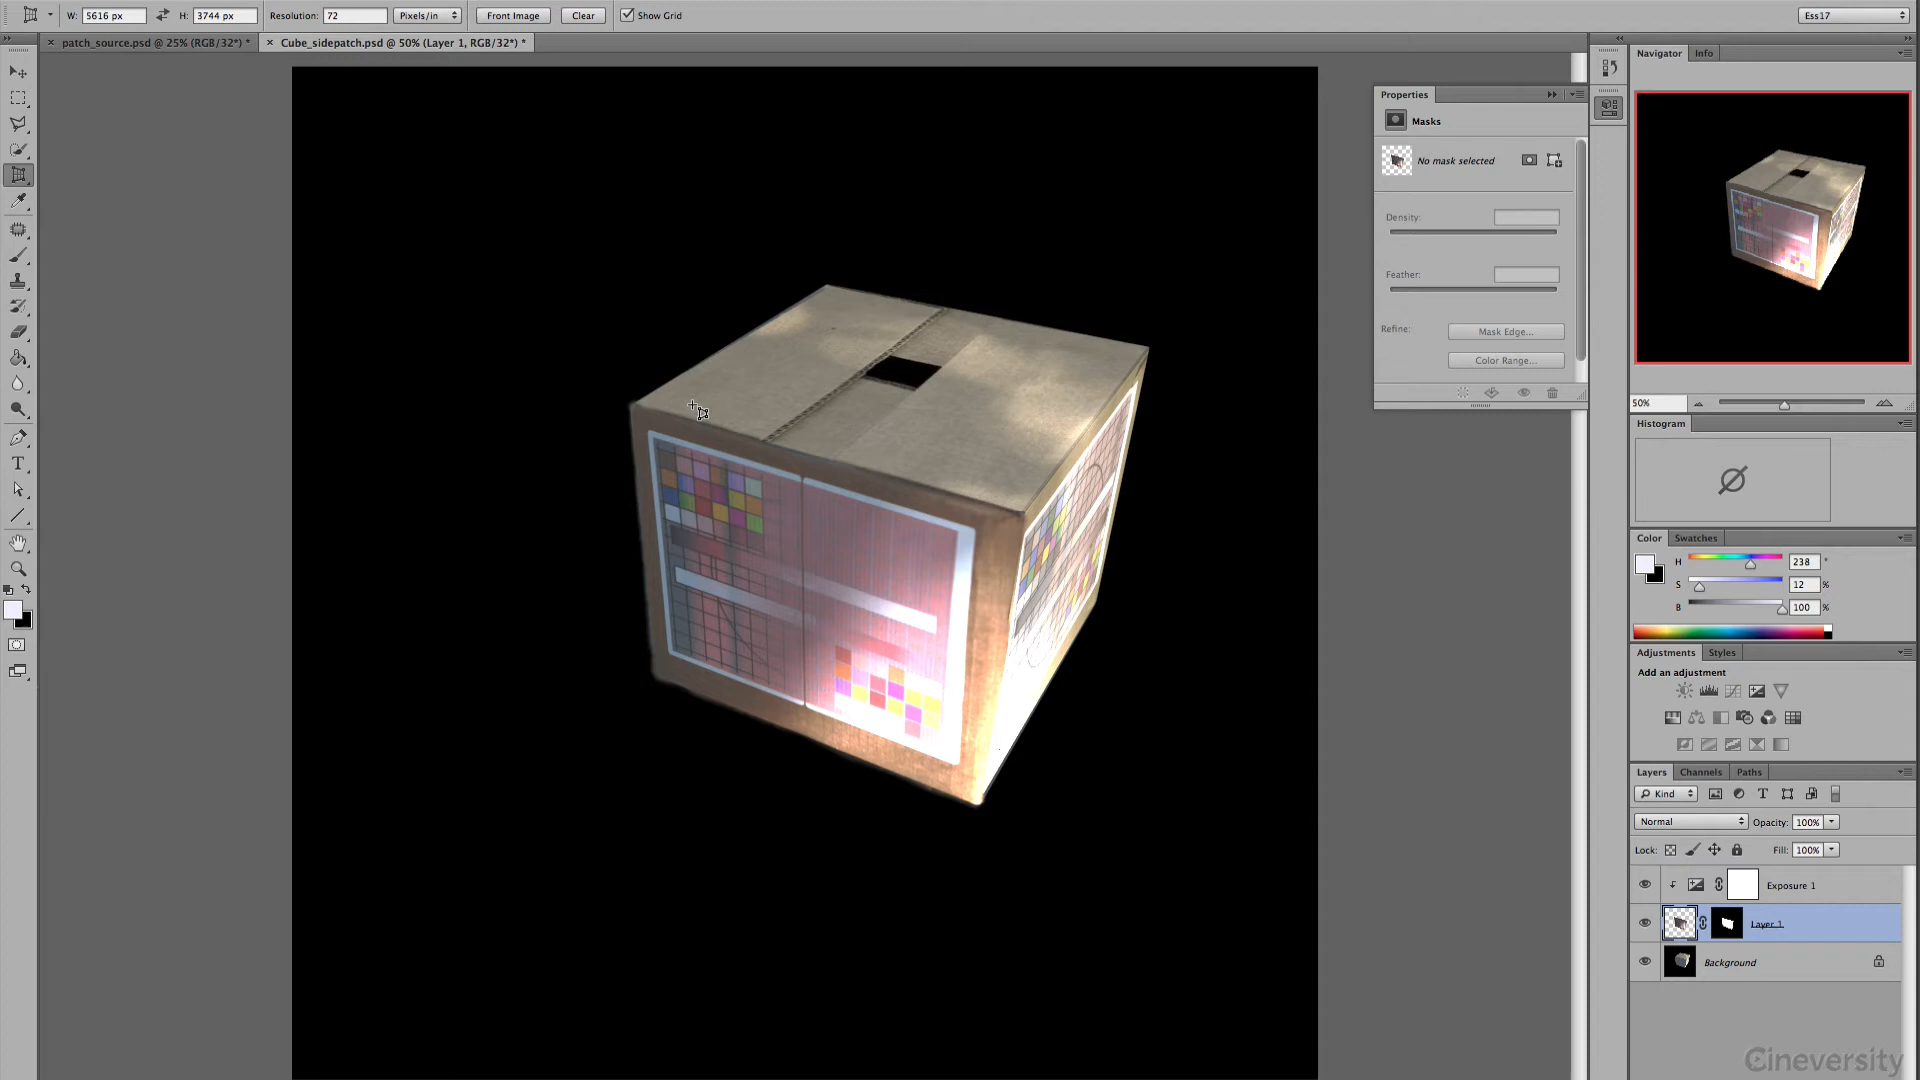 W: 5616 px H: 3744 px Resolution: 72 Pixels/in Front Image Clear Show Grid Ess17
patch_source.psd @ 25% (RGB/32*) * Cube_sidepatch.psd @ 50% (Layer 1, RGB/32*) *
Navigator Info
Properties
Masks
No mask selected
Density:
Feather:
Refine: Mask Edge...
Color Range...
50%
Histogram
Color Swatches
H 238 °
S 12 %
B 100 %
Adjustments Styles
Add an adjustment
Layers Channels Paths
Kind
Normal Opacity: 100%
Lock: Fill: 100%
Exposure 1
Layer 1
Background
Cineversity